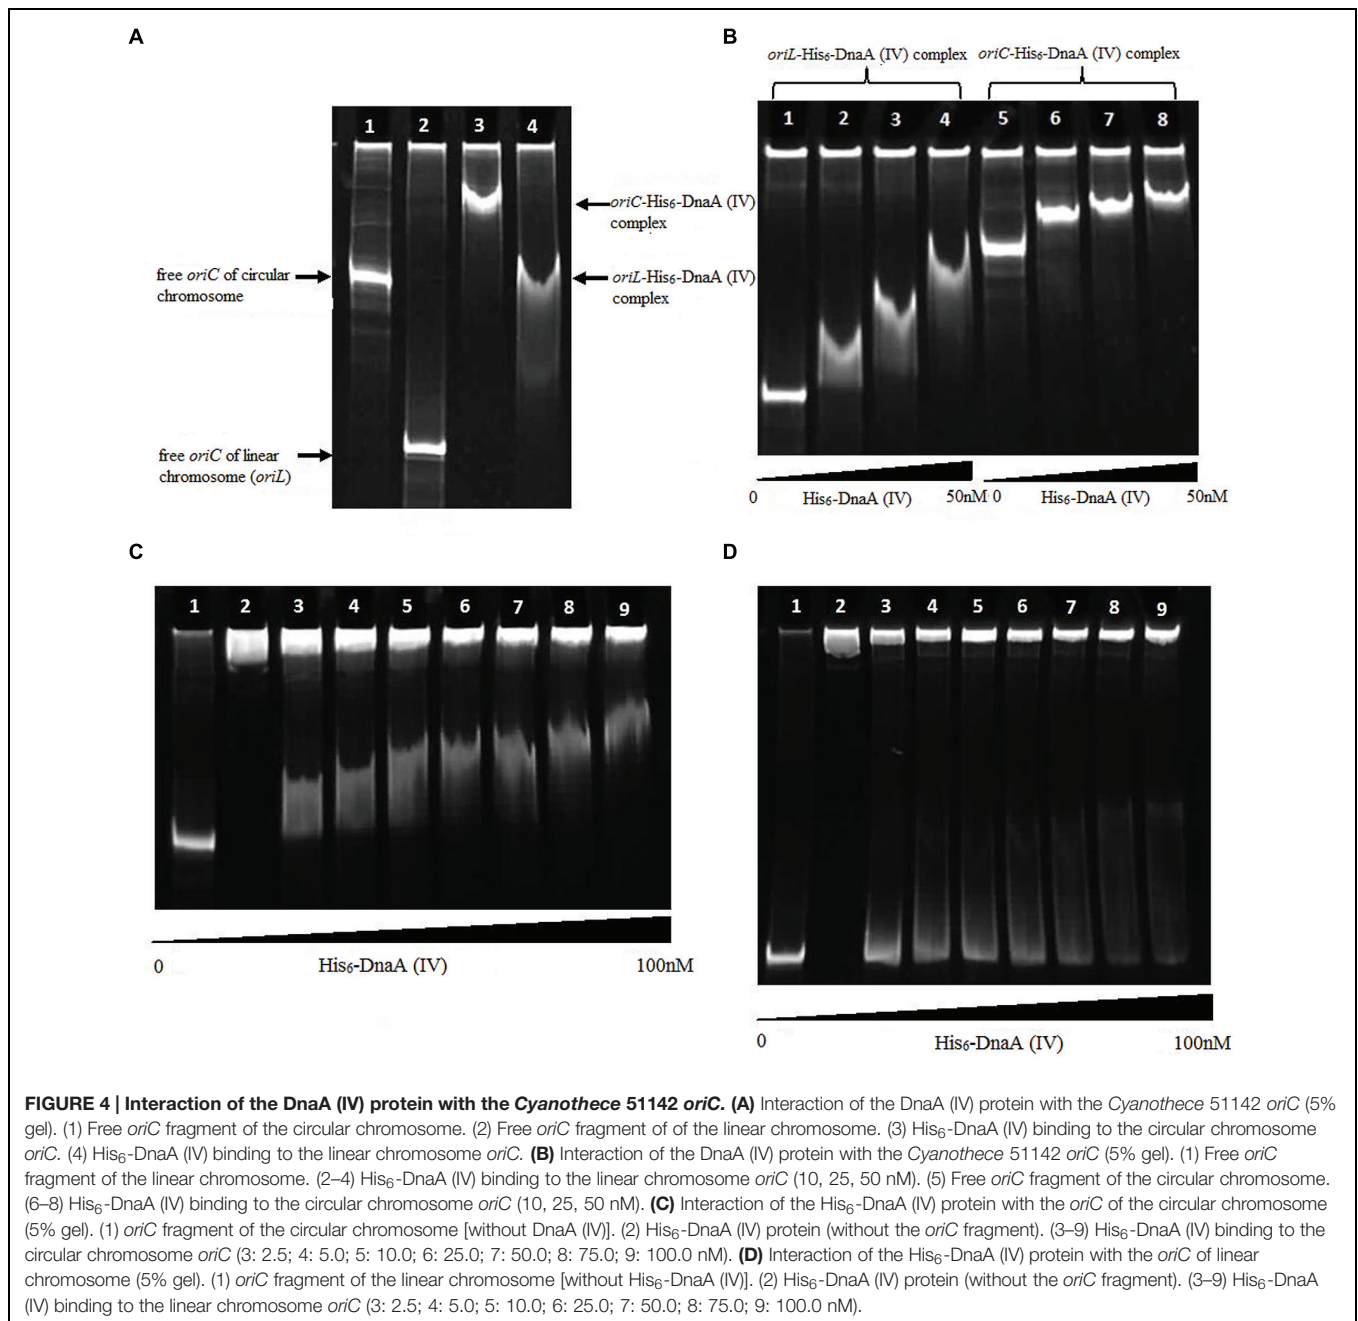 A
1 2 3 4
free oriC of circular
chromosome
free oriC of linear
chromosome (oriL)
oriC-His6-DnaA (IV)
complex
oriL-His6-DnaA (IV)
complex
B
oriL-His6-DnaA (IV) complex oriC-His6-DnaA (IV) complex
1 2 3 4 5 6 7 8
0 His6-DnaA (IV) 50nM 0 His6-DnaA (IV) 50nM
C
1 2 3 4 5 6 7 8 9
0 His6-DnaA (IV) 100nM
D
1 2 3 4 5 6 7 8 9
0 His6-DnaA (IV) 100nM
FIGURE 4 | Interaction of the DnaA (IV) protein with the Cyanothece 51142 oriC. (A) Interaction of the DnaA (IV) protein with the Cyanothece 51142 oriC (5%
gel). (1) Free oriC fragment of the circular chromosome. (2) Free oriC fragment of of the linear chromosome. (3) His6-DnaA (IV) binding to the circular chromosome
oriC. (4) His6-DnaA (IV) binding to the linear chromosome oriC. (B) Interaction of the DnaA (IV) protein with the Cyanothece 51142 oriC (5% gel). (1) Free oriC
fragment of the linear chromosome. (2–4) His6-DnaA (IV) binding to the linear chromosome oriC (10, 25, 50 nM). (5) Free oriC fragment of the circular chromosome.
(6–8) His6-DnaA (IV) binding to the circular chromosome oriC (10, 25, 50 nM). (C) Interaction of the His6-DnaA (IV) protein with the oriC of the circular chromosome
(5% gel). (1) oriC fragment of the circular chromosome [without DnaA (IV)]. (2) His6-DnaA (IV) protein (without the oriC fragment). (3–9) His6-DnaA (IV) binding to the
circular chromosome oriC (3: 2.5; 4: 5.0; 5: 10.0; 6: 25.0; 7: 50.0; 8: 75.0; 9: 100.0 nM). (D) Interaction of the His6-DnaA (IV) protein with the oriC of linear
chromosome (5% gel). (1) oriC fragment of the linear chromosome [without His6-DnaA (IV)]. (2) His6-DnaA (IV) protein (without the oriC fragment). (3–9) His6-DnaA
(IV) binding to the linear chromosome oriC (3: 2.5; 4: 5.0; 5: 10.0; 6: 25.0; 7: 50.0; 8: 75.0; 9: 100.0 nM).